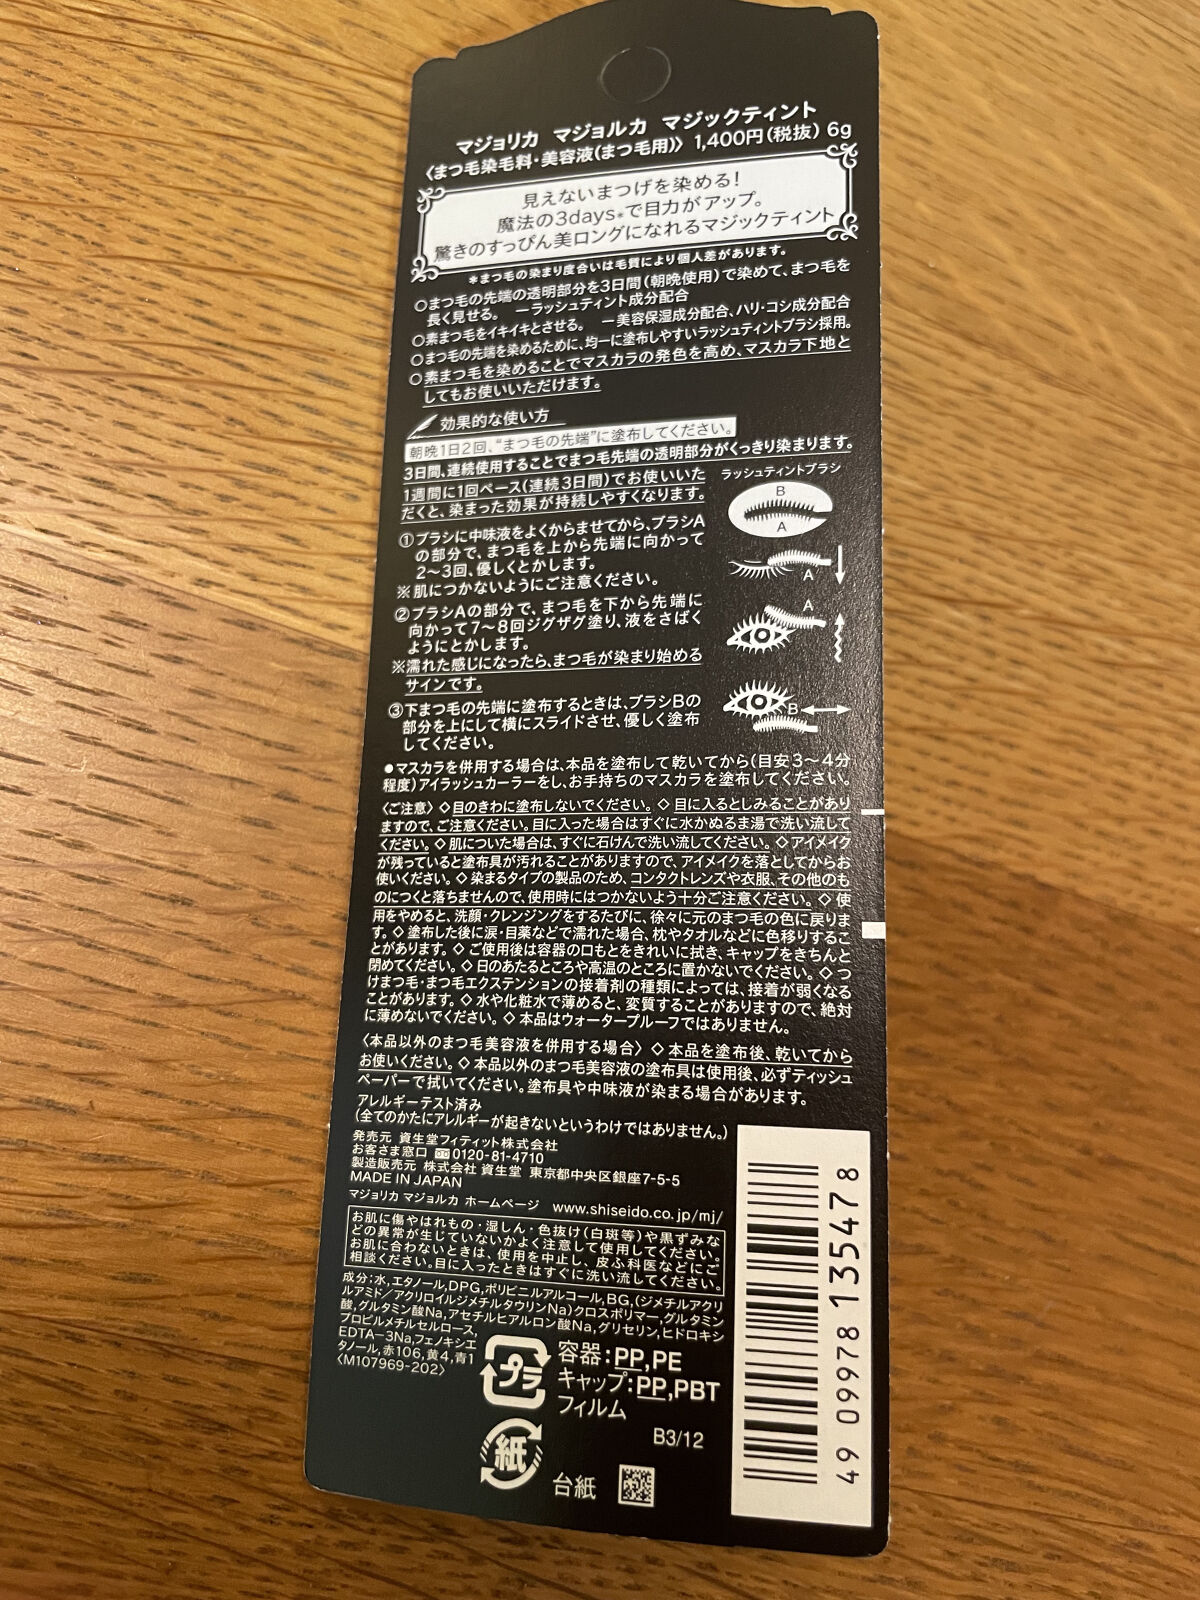 マジョリカ マジョルカ マジックティント
〈まつ毛染毛料・美容液(まつ毛用)〉 1,400円(税抜) 6g
見えないまつげを染める！
魔法の3days*で目力がアップ。
驚きのすっぴん美ロングになれるマジックティント
*まつ毛の染まり度合いは毛質により個人差があります。
○まつ毛の先端の透明部分を3日間(朝晩使用)で染めて、まつ毛を
長く見せる。 ーラッシュティント成分配合
○素まつ毛をイキイキとさせる。 ー美容保湿成分配合、ハリ・コシ成分配合
○まつ毛の先端を染めるために、均一に塗布しやすいラッシュティントブラシ採用。
○素まつ毛を染めることでマスカラの発色を高め、マスカラ下地と
してもお使いいただけます。
効果的な使い方
朝晩1日2回、“まつ毛の先端”に塗布してください。
3日間、連続使用することでまつ毛先端の透明部分がくっきり染まります。
1週間に1回ペース(連続3日間)でお使いいた
だくと、染まった効果が持続しやすくなります。
ラッシュティントブラシ
B
A
①ブラシに中味液をよくからませてから、ブラシA
の部分で、まつ毛を上から先端に向かって
2～3回、優しくとかします。
※肌につかないようにご注意ください。
A
②ブラシAの部分で、まつ毛を下から先端に
向かって7～8回ジグザグ塗り、液をさばく
ようにとかします。
※濡れた感じになったら、まつ毛が染まり始める
サインです。
A
③下まつ毛の先端に塗布するときは、ブラシBの
部分を上にして横にスライドさせ、優しく塗布
してください。
B
●マスカラを併用する場合は、本品を塗布して乾いてから(目安3～4分
程度)アイラッシュカーラーをし、お手持ちのマスカラを塗布してください。
〈ご注意〉◇目のきわに塗布しないでください。◇目に入るとしみることがあり
ますので、ご注意ください。目に入った場合はすぐに水かぬるま湯で洗い流して
ください。◇肌についた場合は、すぐに石けんで洗い流してください。◇アイメイク
が残っていると塗布具が汚れることがありますので、アイメイクを落としてからお
使いください。◇染まるタイプの製品のため、コンタクトレンズや衣服、その他のも
のにつくと落ちませんので、使用時にはつかないよう十分ご注意ください。◇使
用をやめると、洗顔・クレンジングをするたびに、徐々に元のまつ毛の色に戻りま
す。◇塗布した後に涙・目薬などで濡れた場合、枕やタオルなどに色移りするこ
とがあります。◇ご使用後は容器の口もとをきれいに拭き、キャップをきちんと
閉めてください。◇日のあたるところや高温のところに置かないでください。◇つ
けまつ毛・まつ毛エクステンションの接着剤の種類によっては、接着が弱くなる
ことがあります。◇水や化粧水で薄めると、変質することがありますので、絶対
に薄めないでください。◇本品はウォータープルーフではありません。
〈本品以外のまつ毛美容液を併用する場合〉◇本品を塗布後、乾いてから
お使いください。◇本品以外のまつ毛美容液の塗布具は使用後、必ずティッシュ
ペーパーで拭いてください。塗布具や中味液が染まる場合があります。
アレルギーテスト済み
(全てのかたにアレルギーが起きないというわけではありません。)
発売元 資生堂フィティット株式会社
お客さま窓口 0120-81-4710
製造販売元 株式会社 資生堂 東京都中央区銀座7-5-5
MADE IN JAPAN
マジョリカ マジョルカ ホームページ www.shiseido.co.jp/mj/
お肌に傷やはれもの・湿しん・色抜け(白斑等)や黒ずみな
どの異常が生じていないかよく注意して使用してください。
お肌に合わないときは、使用を中止し、皮ふ科医などにご
相談ください。目に入ったときはすぐに洗い流してください。
成分:水,エタノール,DPG,ポリビニルアルコール,BG,(ジメチルアクリ
ルアミド/アクリロイルジメチルタウリンNa)クロスポリマー,グルタミン
酸,グルタミン酸Na,アセチルヒアルロン酸Na,グリセリン,ヒドロキシ
プロピルメチルセルロース,
EDTA-3Na,フェノキシエ
タノール,赤106,黄4,青1
〈M107969-202〉
プラ
容器:PP,PE
キャップ:PP,PBT
フィルム
紙
台紙
B3/12
4909978135478